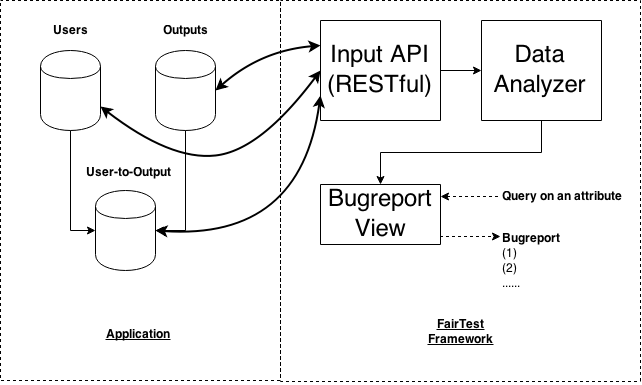 Users
Outputs
User-to-Output
Application
Input API
(RESTful)
Data
Analyzer
Bugreport
View
Query on an attribute
Bugreport
(1)
(2)
......
FairTest
Framework